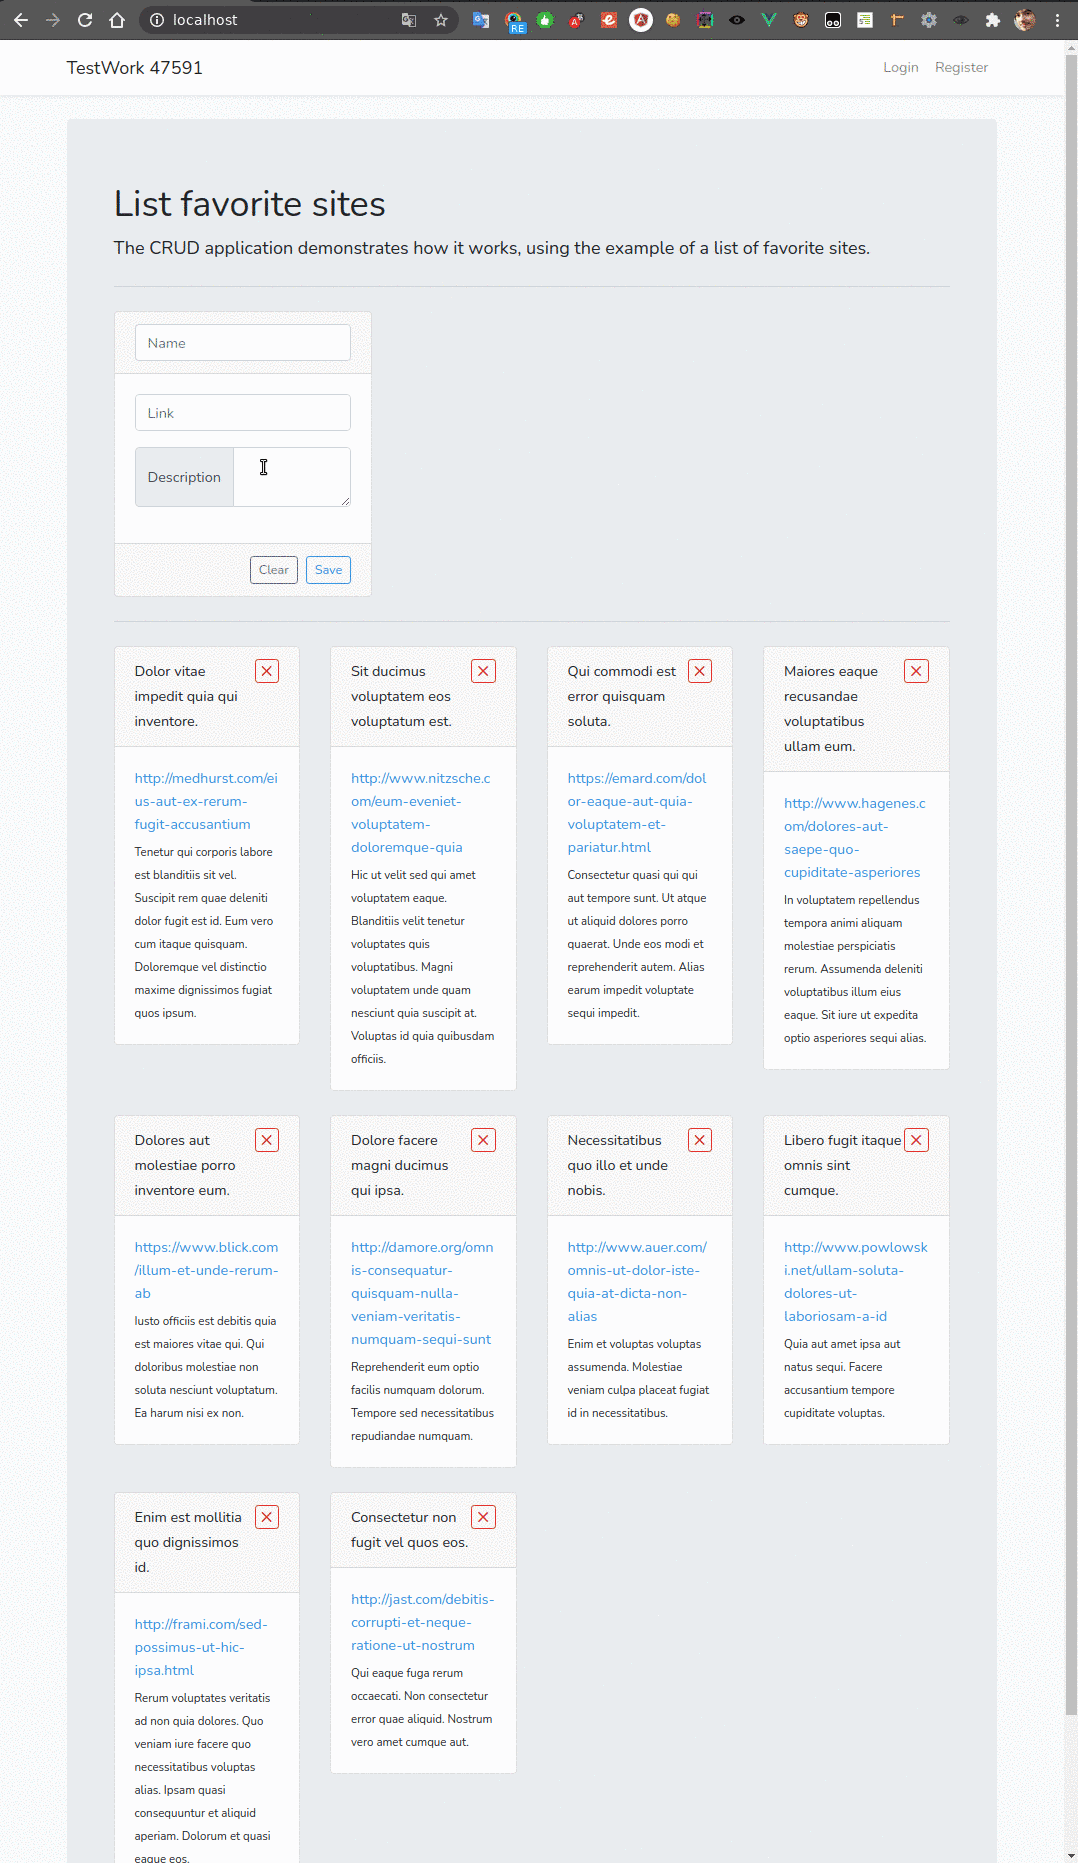 localhost
RE
TestWork 47591
Login Register
List favorite sites
The CRUD application demonstrates how it works, using the example of a list of favorite sites.
Name
Link
Description
Clear Save
Dolor vitae
impedit quia qui
inventore.
http://medhurst.com/ei
us-aut-ex-rerum-
fugit-accusantium
Tenetur qui corporis labore
est blanditiis sit vel.
Suscipit rem quae deleniti
dolor fugit est id. Eum vero
cum itaque quisquam.
Doloremque vel distinctio
maxime dignissimos fugiat
quos ipsum.
Sit ducimus
voluptatem eos
voluptatum est.
http://www.nitzsche.c
om/eum-eveniet-
voluptatem-
doloremque-quia
Hic ut velit sed qui amet
voluptatem eaque.
Blanditiis velit tenetur
voluptates quis
voluptatibus. Magni
voluptatem unde quam
nesciunt quia suscipit at.
Voluptas id quia quibusdam
officiis.
Qui commodi est
error quisquam
soluta.
https://emard.com/dol
or-eaque-aut-quia-
voluptatem-et-
pariatur.html
Consectetur quasi qui qui
aut tempore sunt. Ut atque
ut aliquid dolores porro
quaerat. Unde eos modi et
reprehenderit autem. Alias
earum impedit voluptate
sequi impedit.
Maiores eaque
recusandae
voluptatibus
ullam eum.
http://www.hagenes.c
om/dolores-aut-
saepe-quo-
cupiditate-asperiores
In voluptatem repellendus
tempora animi aliquam
molestiae perspiciatis
rerum. Assumenda deleniti
voluptatibus illum eius
eaque. Sit iure ut expedita
optio asperiores sequi alias.
Dolores aut
molestiae porro
inventore eum.
https://www.blick.com
/illum-et-unde-rerum-
ab
Iusto officiis est debitis quia
est maiores vitae qui. Qui
doloribus molestiae non
soluta nesciunt voluptatum.
Ea harum nisi ex non.
Dolore facere
magni ducimus
qui ipsa.
http://damore.org/omn
is-consequatur-
quisquam-nulla-
veniam-veritatis-
numquam-sequi-sunt
Reprehenderit eum optio
facilis numquam dolorum.
Tempore sed necessitatibus
repudiandae numquam.
Necessitatibus
quo illo et unde
nobis.
http://www.auer.com/
omnis-ut-dolor-iste-
quia-at-dicta-non-
alias
Enim et voluptas voluptas
assumenda. Molestiae
veniam culpa placeat fugiat
id in necessitatibus.
Libero fugit itaque
omnis sint
cumque.
http://www.powlowsk
i.net/ullam-soluta-
dolores-ut-
laboriosam-a-id
Quia aut amet ipsa aut
natus sequi. Facere
accusantium tempore
cupiditate voluptas.
Enim est mollitia
quo dignissimos
id.
http://frami.com/sed-
possimus-ut-hic-
ipsa.html
Rerum voluptates veritatis
ad non quia dolores. Quo
veniam iure facere quo
necessitatibus voluptas
alias. Ipsam quasi
consequuntur et aliquid
aperiam. Dolorum et quasi
eaque eos.
Consectetur non
fugit vel quos eos.
http://jast.com/debitis-
corrupti-et-neque-
ratione-ut-nostrum
Qui eaque fuga rerum
occaecati. Non consectetur
error quae aliquid. Nostrum
vero amet cumque aut.